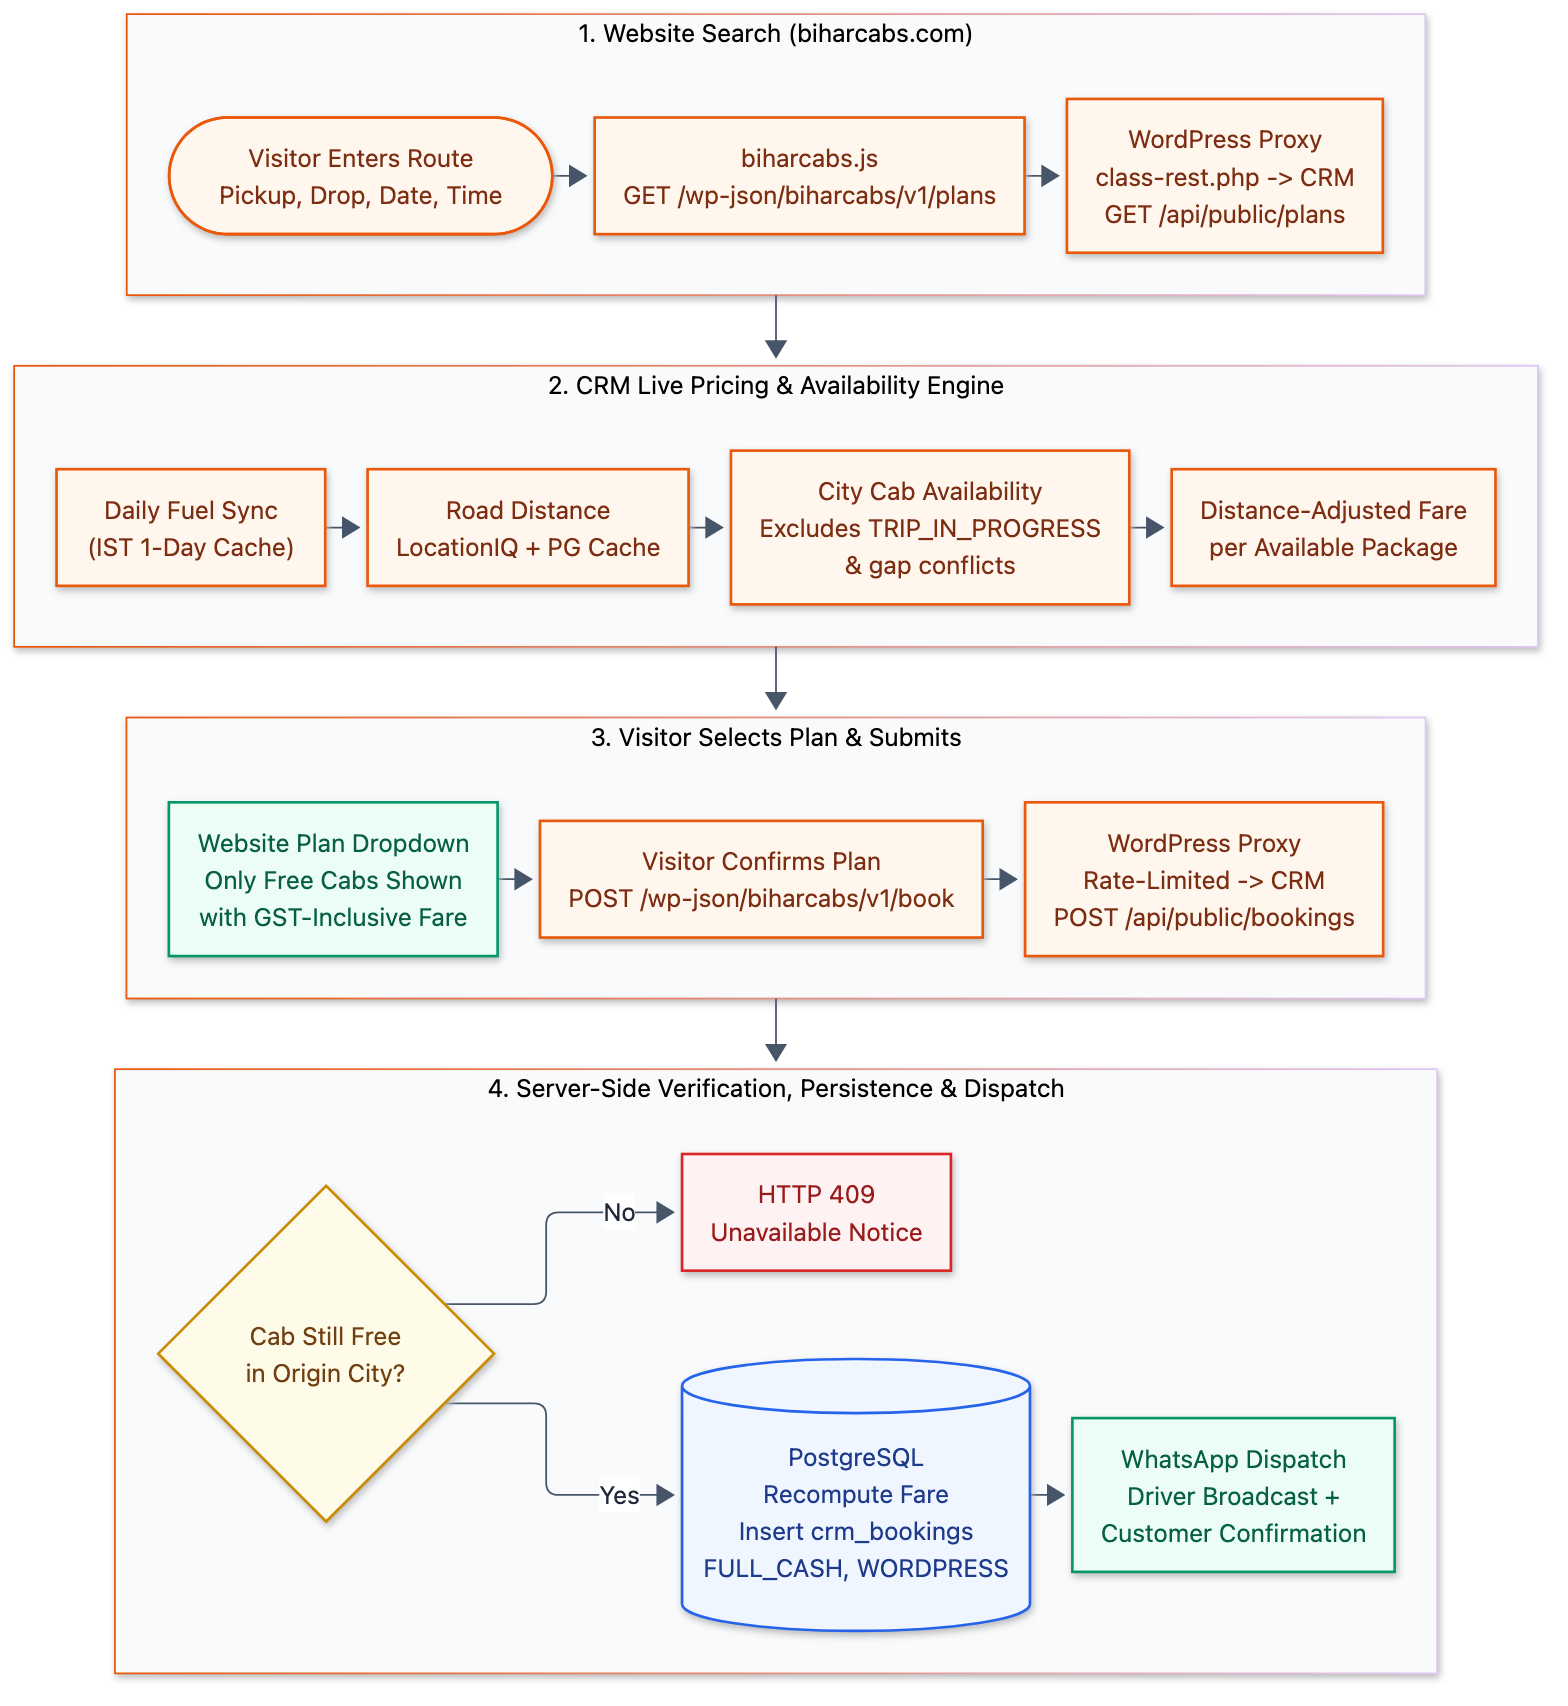 1. Website Search (biharcabs.com)
Visitor Enters Route
Pickup, Drop, Date, Time
biharcabs.js
GET /wp-json/biharcabs/v1/plans
WordPress Proxy
class-rest.php -> CRM
GET /api/public/plans
2. CRM Live Pricing & Availability Engine
Daily Fuel Sync
(IST 1-Day Cache)
Road Distance
LocationIQ + PG Cache
City Cab Availability
Excludes TRIP_IN_PROGRESS
& gap conflicts
Distance-Adjusted Fare
per Available Package
3. Visitor Selects Plan & Submits
Website Plan Dropdown
Only Free Cabs Shown
with GST-Inclusive Fare
Visitor Confirms Plan
POST /wp-json/biharcabs/v1/book
WordPress Proxy
Rate-Limited -> CRM
POST /api/public/bookings
4. Server-Side Verification, Persistence & Dispatch
Cab Still Free
in Origin City?
No
HTTP 409
Unavailable Notice
Yes
PostgreSQL
Recompute Fare
Insert crm_bookings
FULL_CASH, WORDPRESS
WhatsApp Dispatch
Driver Broadcast +
Customer Confirmation